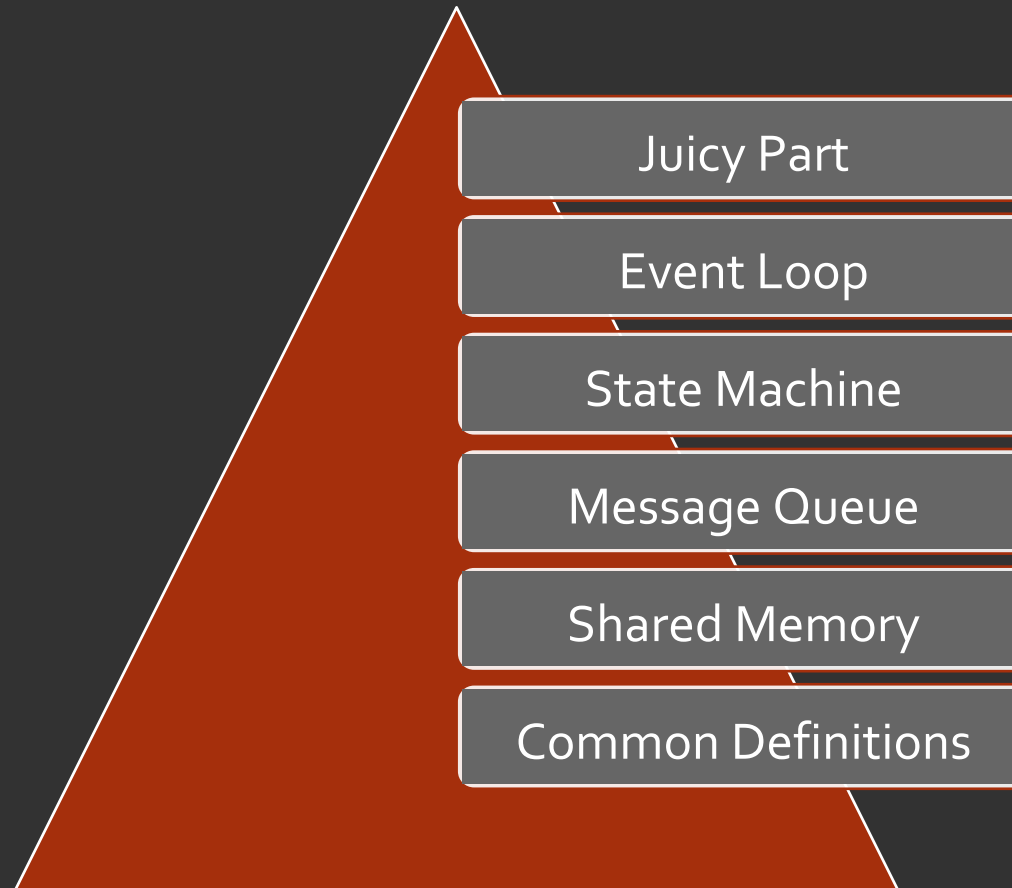 Juicy Part
Event Loop
State Machine
Message Queue
Shared Memory
Common Definitions